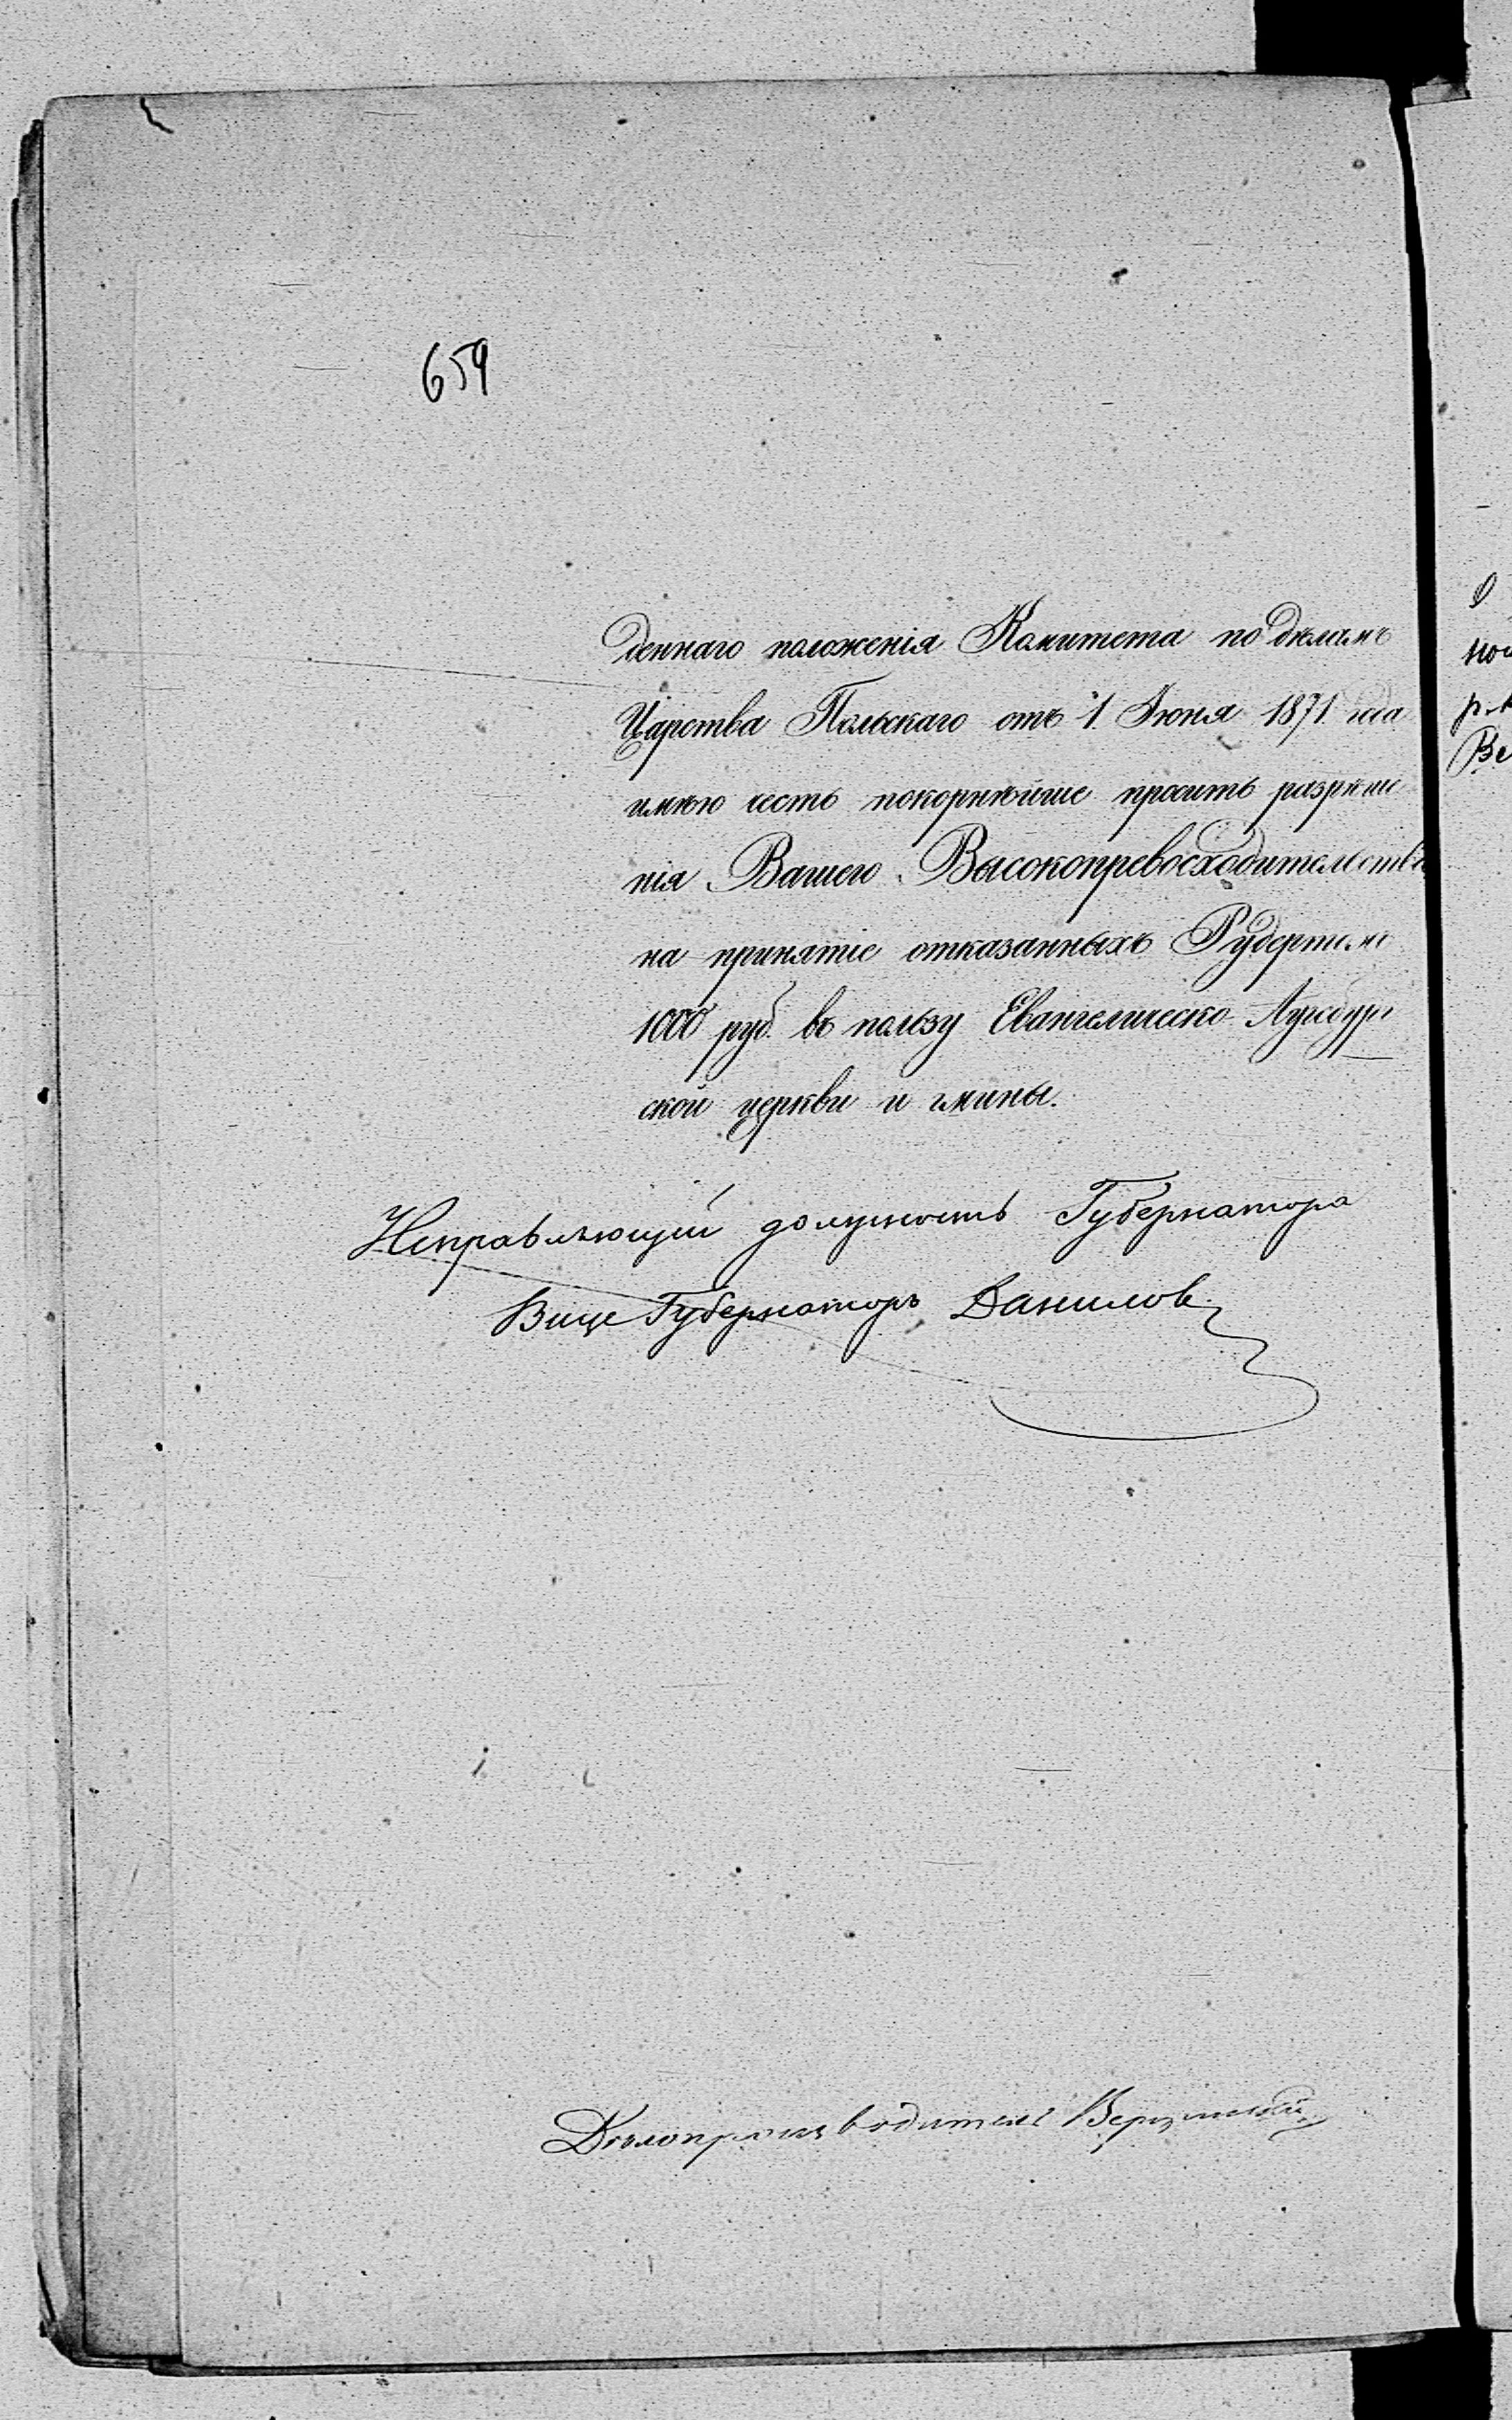 659
деннаго положенія Комитета по дѣламъ
Царства Польскаго отъ 1 Іюня 1871 года
имѣю честь покорнѣйше просить разрѣше
нія Вашего Высокопревосходительства
на принятіе отказанныхъ Рудертомъ
1000 руб. въ пользу Евангелическо-Аугсбург
ской церкви и гмины.
Исправляющій должность Губернатора
Вице Губернаторъ Данилов
Дѣлопроизводитель